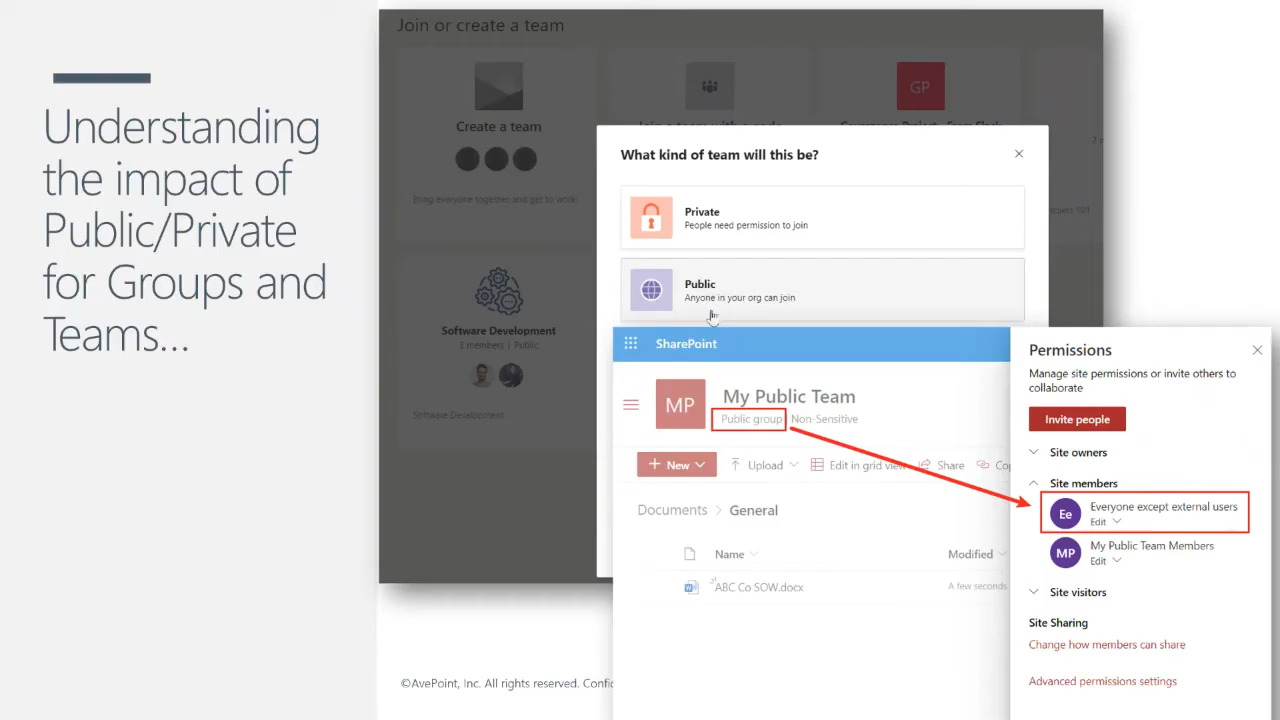 Understanding
the impact of
Public/Private
for Groups and
Teams...
Join or create a team
Create a team
Bring everyone together and get to work!
GP
Software Development
Public
Software Development
What kind of team will this be?
Private
People need permission to join
Public
Anyone in your org can join
SharePoint
MP
My Public Team
Public group
Non-Sensitive
New
Upload
Edit in grid view
Share
Documents > General
Name
Modified
ABC Co SOW.docx
A few seconds
Permissions
Manage site permissions or invite others to
collaborate
Invite people
Site owners
Site members
Ee
Everyone except external users
Edit
MP
My Public Team Members
Edit
Site visitors
Site Sharing
Change how members can share
Advanced permissions settings
©AvePoint, Inc. All rights reserved.